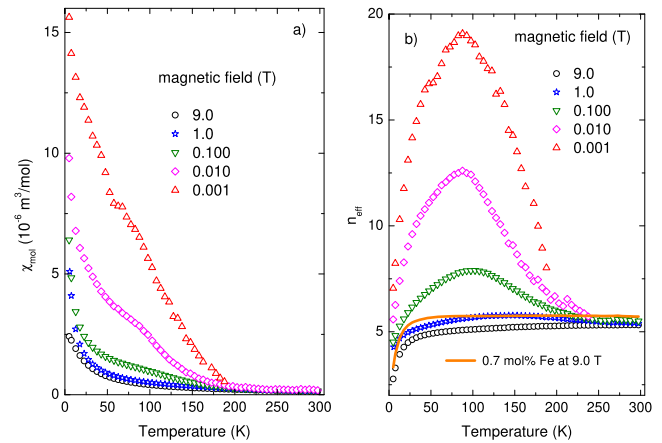 a)
magnetic field (T)
9.0
1.0
0.100
0.010
0.001
15
10
5
0
χmol (10-6 m3/mol)
0 50 100 150 200 250 300
Temperature (K)
b)
magnetic field (T)
9.0
1.0
0.100
0.010
0.001
0.7 mol% Fe at 9.0 T
20
15
10
5
neff
0 50 100 150 200 250 300
Temperature (K)